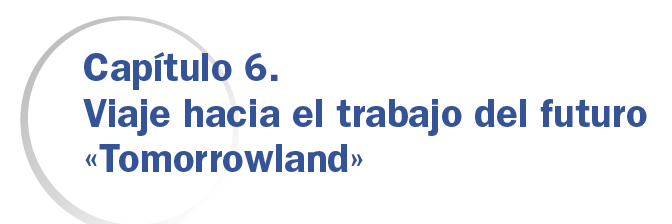 Capítulo 6.
Viaje hacia el trabajo del futuro
«Tomorrowland»